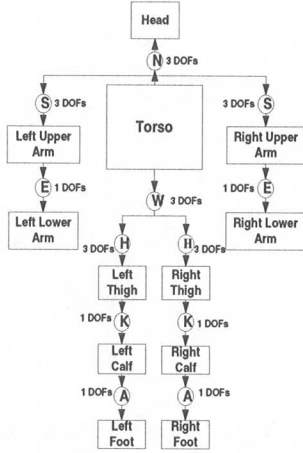 Head
N 3 DOFs
S 3 DOFs
3 DOFs S
Torso
Left Upper
Arm
Right Upper
Arm
E 1 DOFs
1 DOFs E
Left Lower
Arm
Right Lower
Arm
W 3 DOFs
3 DOFs H
H 3 DOFs
Left
Thigh
Right
Thigh
1 DOFs K
K 1 DOFs
Left
Calf
Right
Calf
1 DOFs A
A 1 DOFs
Left
Foot
Right
Foot